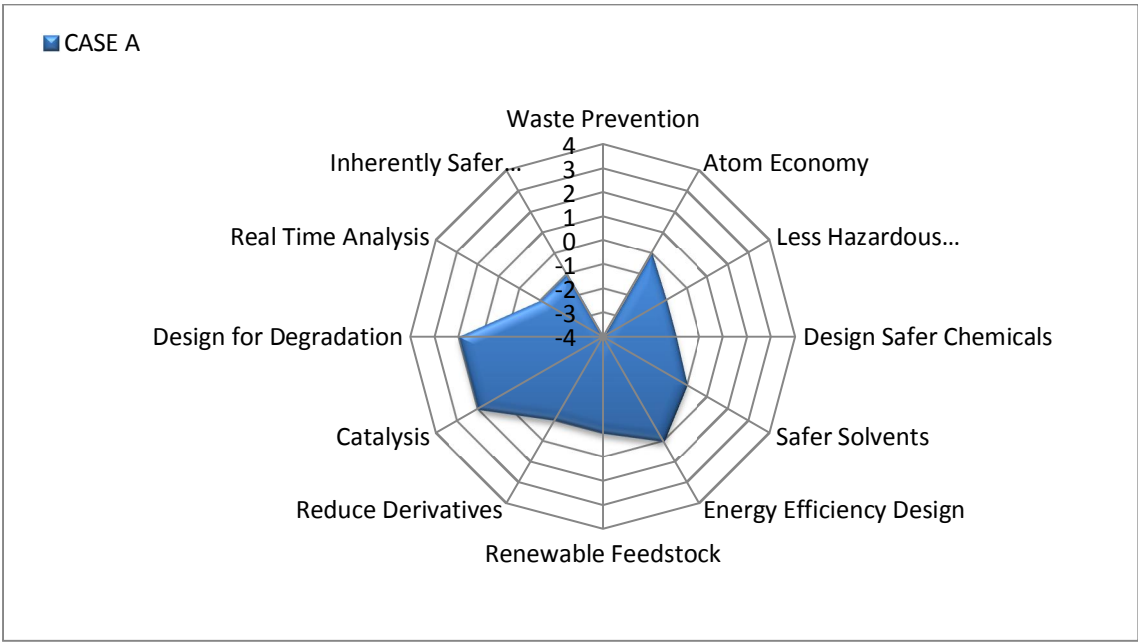 CASE A
Waste Prevention
Atom Economy
Less Hazardous...
Design Safer Chemicals
Safer Solvents
Energy Efficiency Design
Renewable Feedstock
Reduce Derivatives
Catalysis
Design for Degradation
Real Time Analysis
Inherently Safer...
4
3
2
1
0
-1
-2
-3
-4